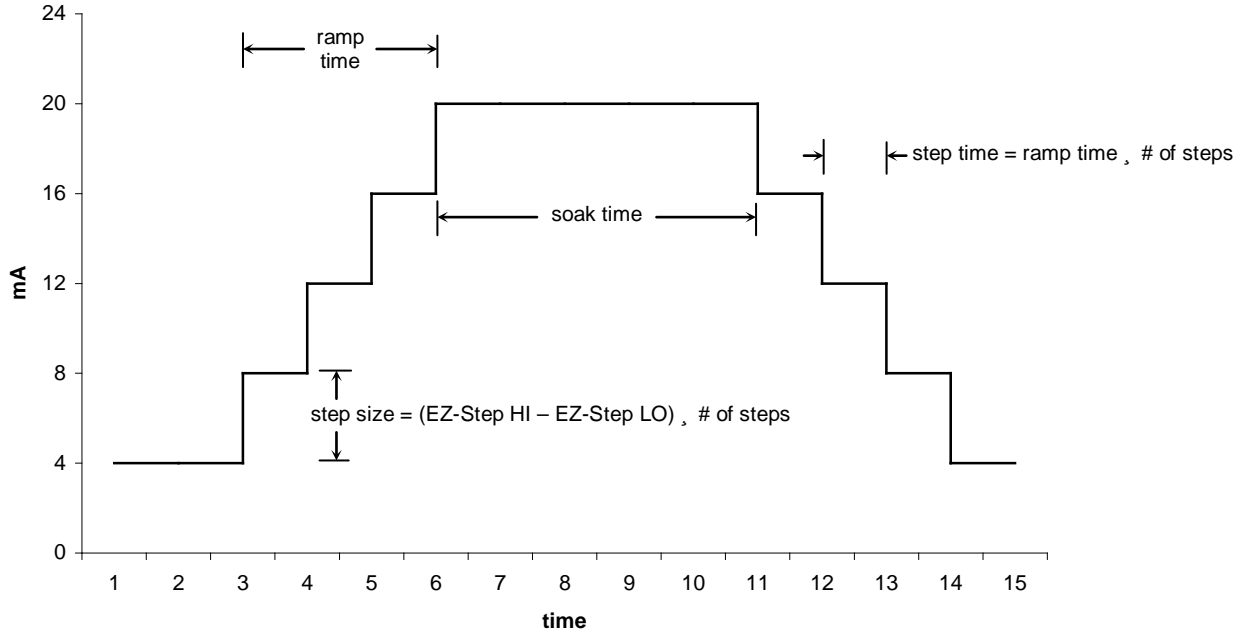 24
20
16
12
8
4
0
mA
ramp
time
step time = ramp time ¸ # of steps
soak time
step size = (EZ-Step HI – EZ-Step LO) ¸ # of steps
1 2 3 4 5 6 7 8 9 10 11 12 13 14 15
time